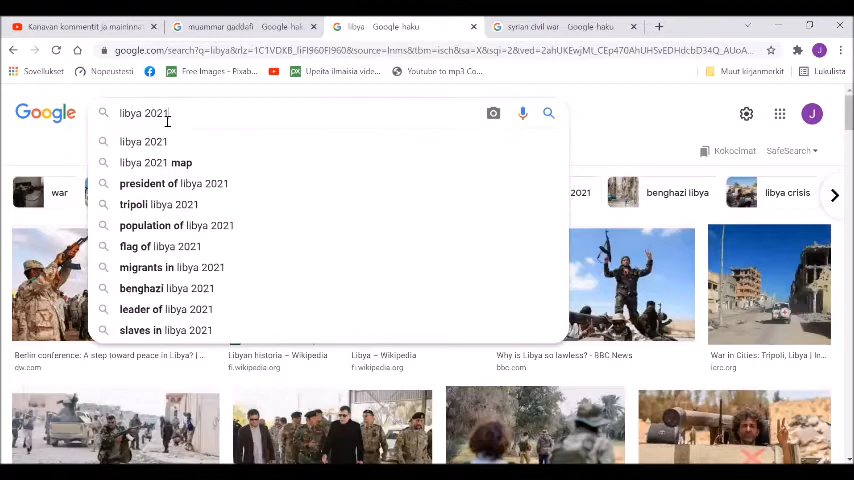 Kanavan kommentit ja maininna
muammar gaddafi - Google-hak
libya - Google-haku
syrian civil war - Google-haku
google.com/search?q=libya&rlz=1C1VDKB_fiFI960FI960&source=lnms&tbm=isch&sa=X&sqi=2&ved=2ahUKEwjMt_CEp470AhUHSvEDHdcbD34Q_AUoA...
J
Sovellukset
Nopeustesti
Free Images - Pixab...
Upeita ilmaisia vide...
Youtube to mp3 Co...
Muut kirjanmerkit
Lukulista
Google
libya 2021
J
libya 2021
libya 2021 map
president of libya 2021
tripoli libya 2021
population of libya 2021
flag of libya 2021
migrants in libya 2021
benghazi libya 2021
leader of libya 2021
slaves in libya 2021
Kokoelmat
SafeSearch
war
2021
benghazi libya
libya crisis
Berlin conference: A step toward peace in Libya? | ...
dw.com
Libyan historia – Wikipedia
fi.wikipedia.org
Libya – Wikipedia
fi.wikipedia.org
Why is Libya so lawless? - BBC News
bbc.com
War in Cities: Tripoli, Libya | In...
icrc.org